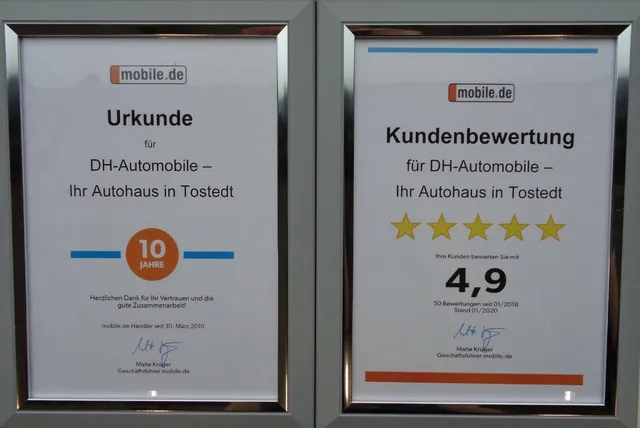 mobile.de
Urkunde
für
DH-Automobile –
Ihr Autohaus in Tostedt
10
JAHRE
Herzlichen Dank für Ihr Vertrauen und die
gute Zusammenarbeit!
mobile.de Händler seit 30. März 2010
Malte Krüger
Geschäftsführer mobile.de
mobile.de
Kundenbewertung
für DH-Automobile –
Ihr Autohaus in Tostedt
Ihre Kunden bewerten Sie mit
4,9
50 Bewertungen seit 01/2018
Stand 01/2020
Malte Krüger
Geschäftsführer mobile.de